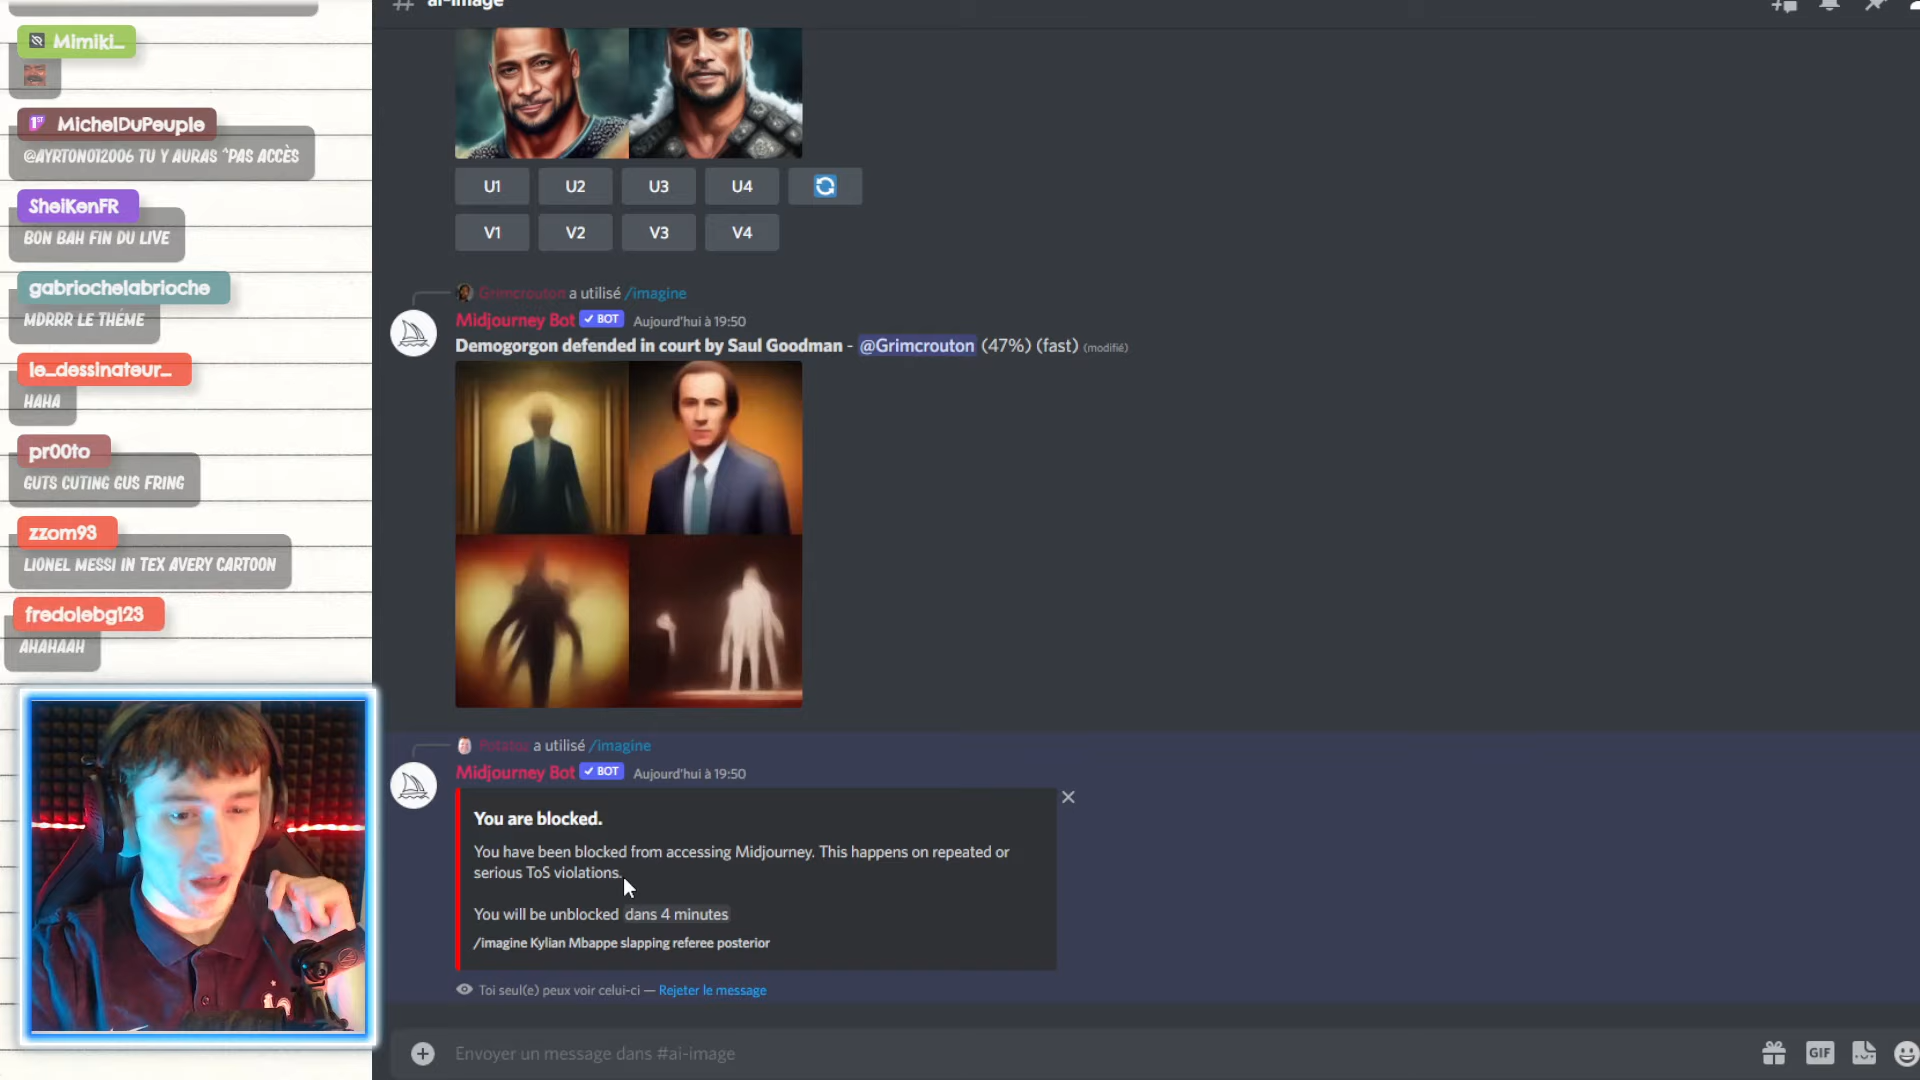 Mimiki_
MichelDuPeuple
@AYRTON012006 TU Y AURAS ^PAS ACCÈS
SheiKenFR
BON BAH FIN DU LIVE
gabriochelabrioche
MDRRR LE THÉME
le_dessinateur_
HAHA
pr00to
GUTS CUTING GUS FRING
zzom93
LIONEL MESSI IN TEX AVERY CARTOON
fredolebg123
AHAHAAH
# ai-image
U1 U2 U3 U4
V1 V2 V3 V4
Grimcrouton a utilisé /imagine
Midjourney Bot ✓ BOT Aujourd'hui à 19:50
Demogorgon defended in court by Saul Goodman - @Grimcrouton (47%) (fast) (modifié)
Potatoz a utilisé /imagine
Midjourney Bot ✓ BOT Aujourd'hui à 19:50
You are blocked.
You have been blocked from accessing Midjourney. This happens on repeated or
serious ToS violations.
You will be unblocked dans 4 minutes
/imagine Kylian Mbappe slapping referee posterior
Toi seul(e) peux voir celui-ci — Rejeter le message
Envoyer un message dans #ai-image
GIF